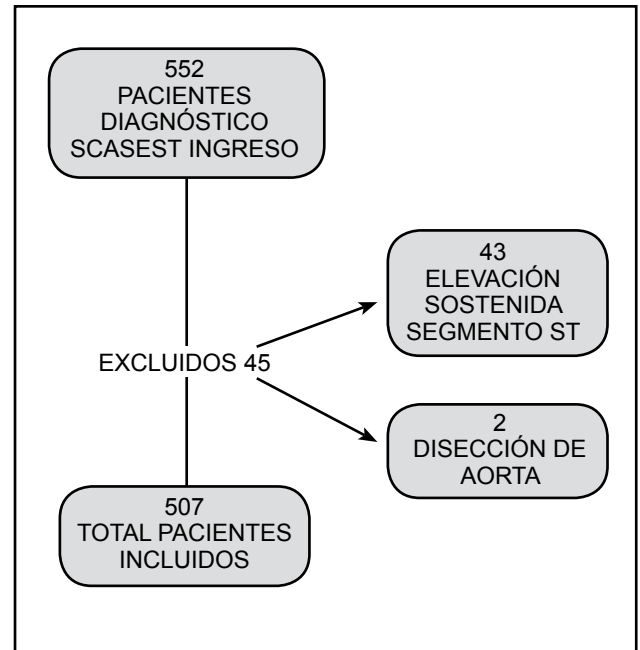 552
PACIENTES
DIAGNÓSTICO
SCASEST INGRESO
43
ELEVACIÓN
SOSTENIDA
SEGMENTO ST
EXCLUIDOS 45
2
DISECCIÓN DE
AORTA
507
TOTAL PACIENTES
INCLUIDOS